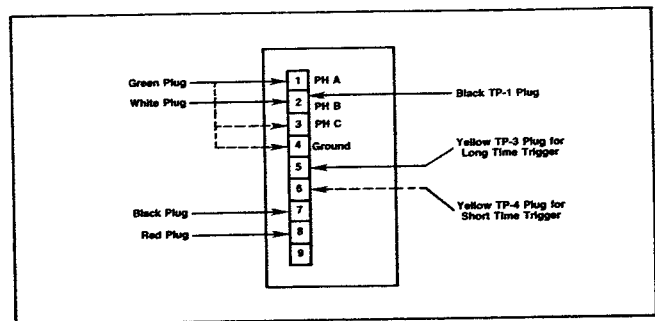 Green Plug
White Plug
Black Plug
Red Plug
1 PH A
2 PH B
3 PH C
4 Ground
5
6
7
8
9
Black TP-1 Plug
Yellow TP-3 Plug for
Long Time Trigger
Yellow TP-4 Plug for
Short Time Trigger